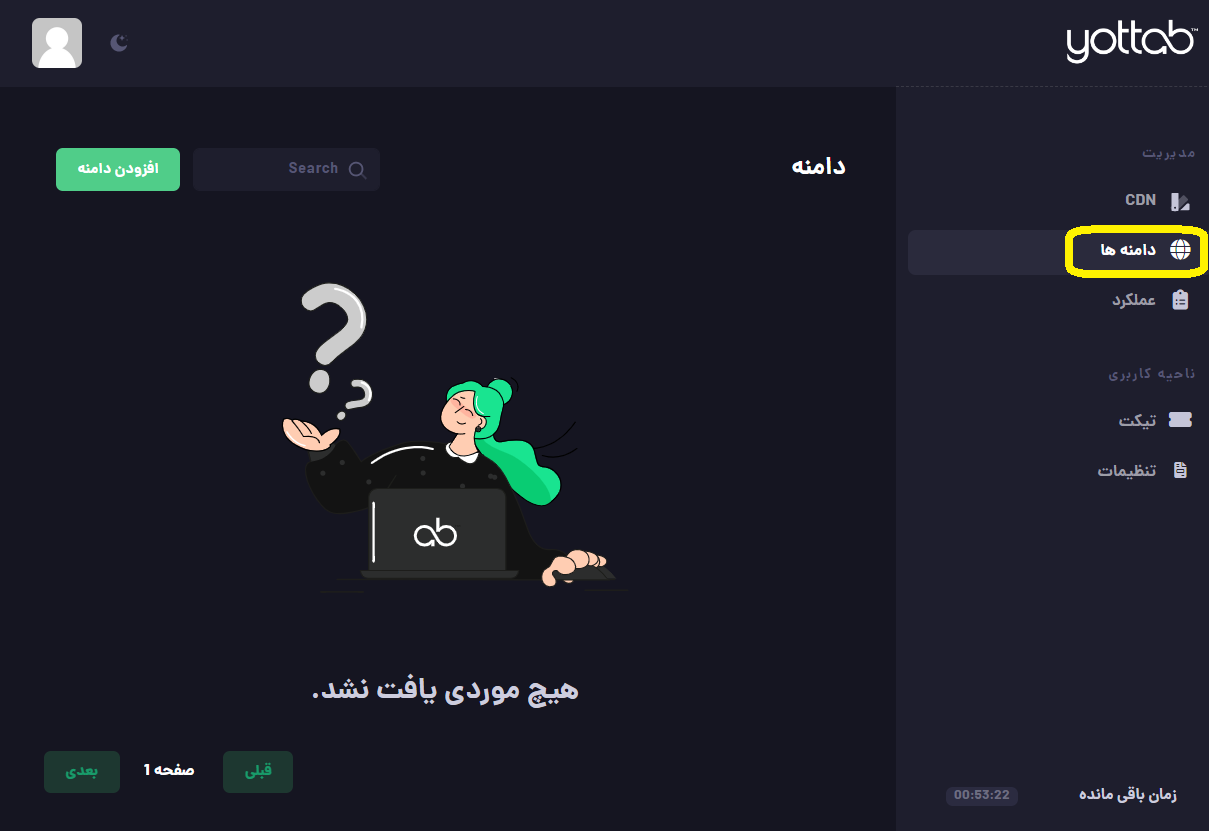 yottab™
مدیریت
CDN
دامنه ها
عملکرد
ناحیه کاربری
تیکت
تنظیمات
زمان باقی مانده
00:53:22
دامنه
Search
افزودن دامنه
ab
هیچ موردی یافت نشد.
قبلی
صفحه 1
بعدی